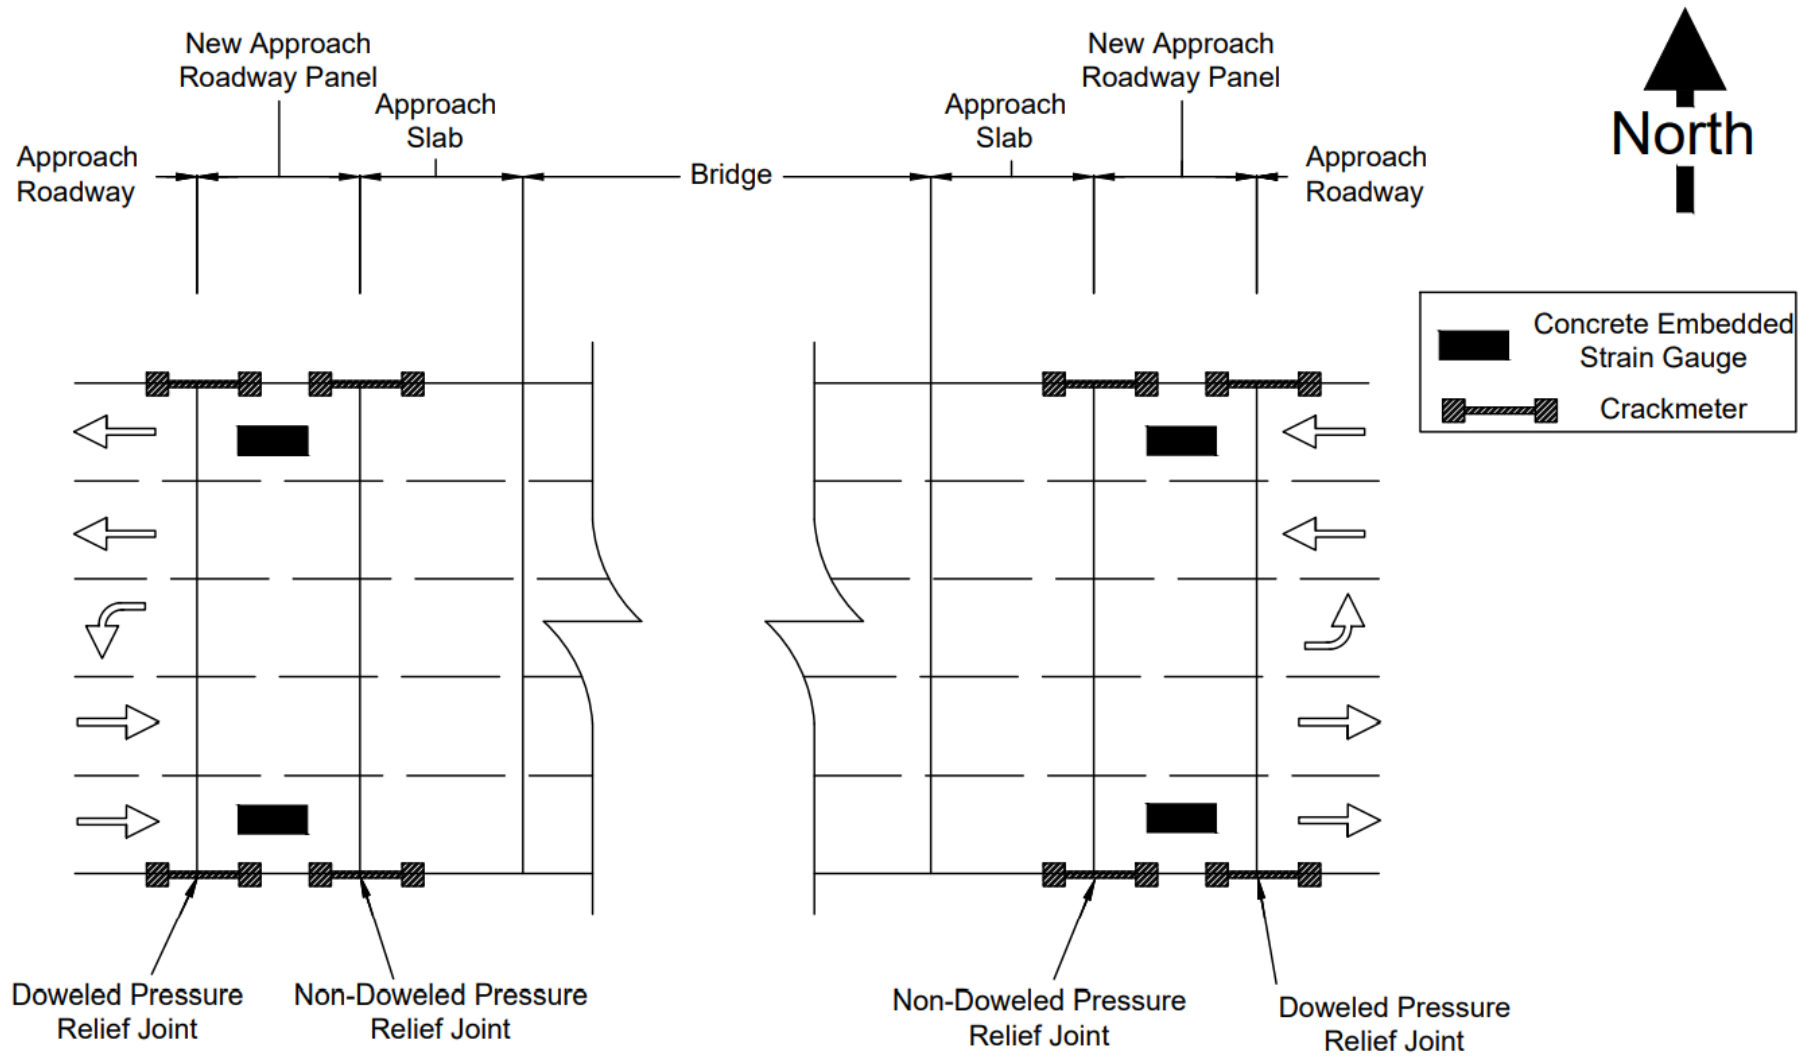 New Approach
Roadway Panel
Approach
Slab
Approach
Roadway
Bridge
New Approach
Roadway Panel
Approach
Slab
Approach
Roadway
North
Concrete Embedded
Strain Gauge
Crackmeter
Doweled Pressure
Relief Joint
Non-Doweled Pressure
Relief Joint
Non-Doweled Pressure
Relief Joint
Doweled Pressure
Relief Joint